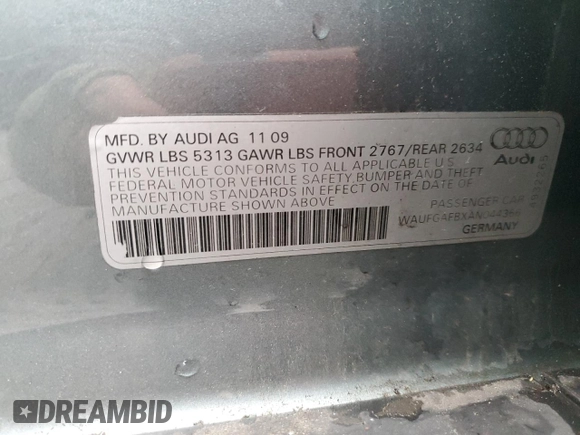 MFD. BY AUDI AG 11 09
GVWR LBS 5313 GAWR LBS FRONT 2767/REAR 2634
THIS VEHICLE CONFORMS TO ALL APPLICABLE U.S.
FEDERAL MOTOR VEHICLE SAFETY, BUMPER AND THEFT
PREVENTION STANDARDS IN EFFECT ON THE DATE OF
MANUFACTURE SHOWN ABOVE
Audi
PASSENGER CAR
GERMANY
DREAMBID